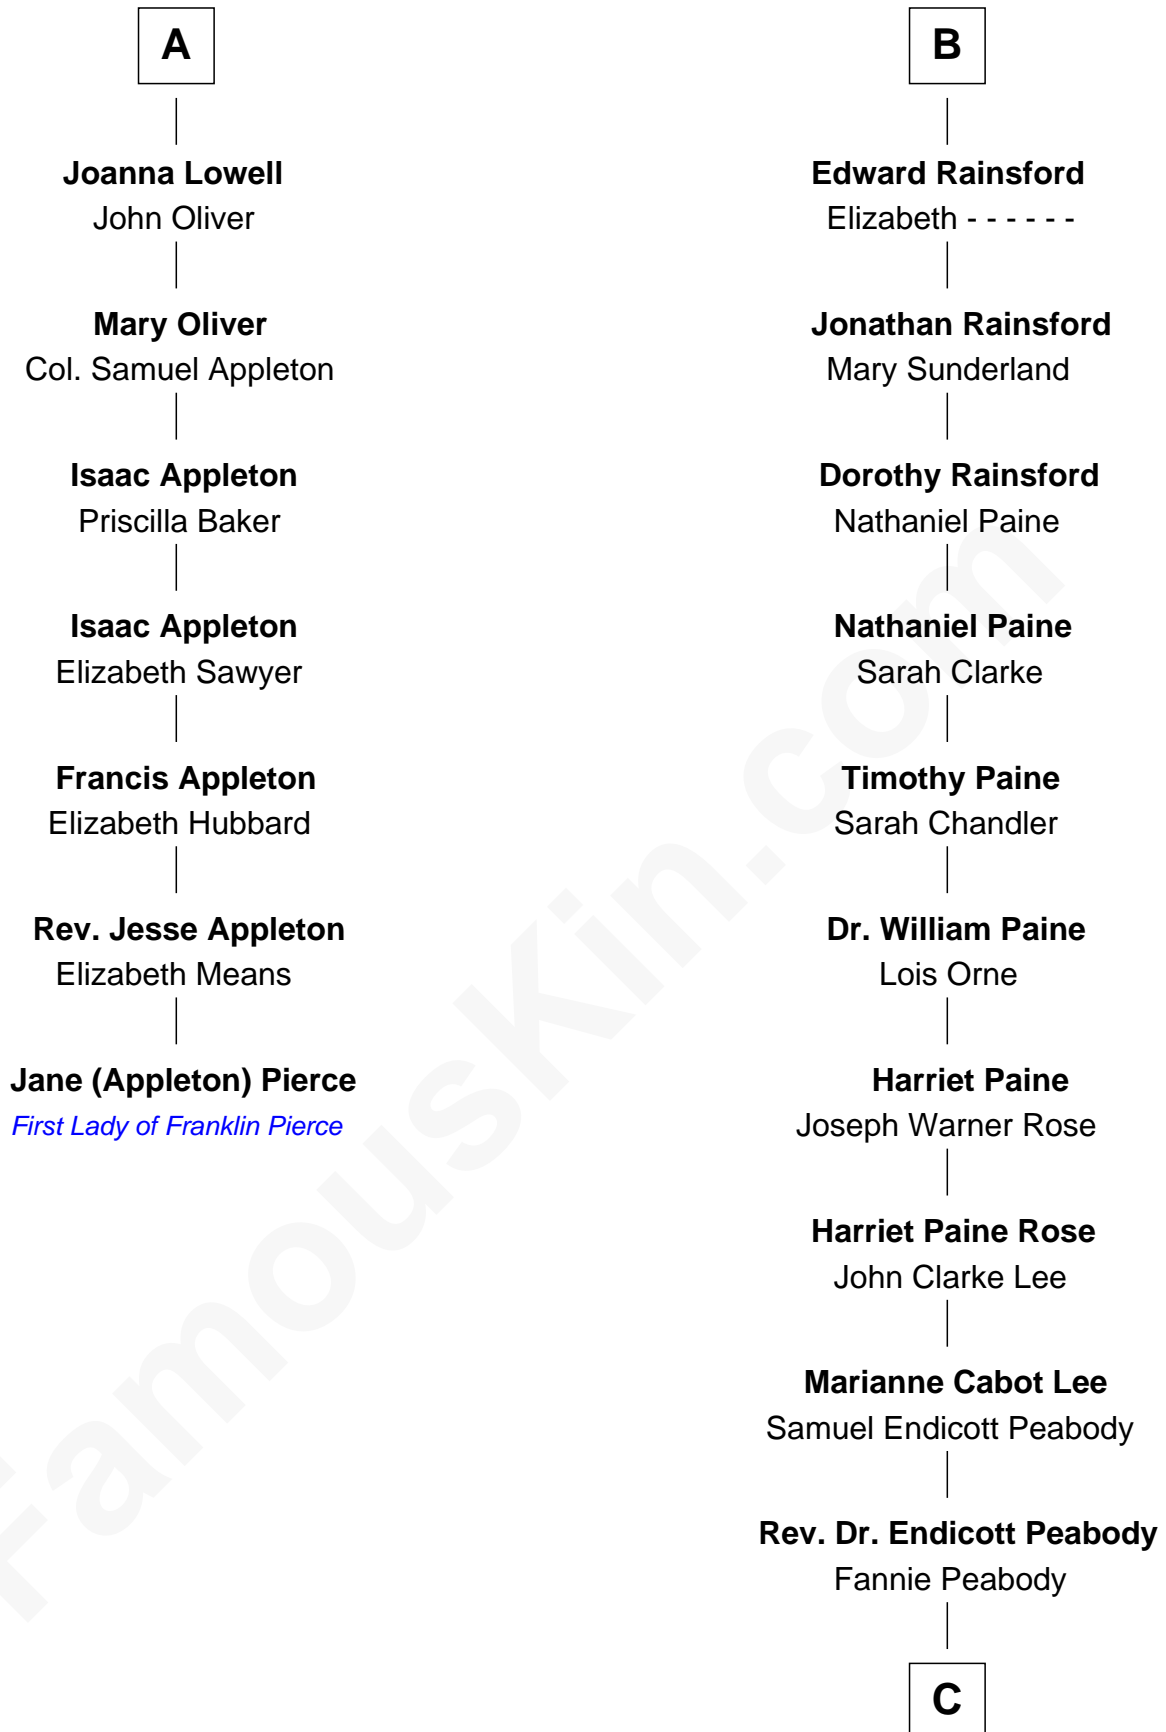 A
Joanna Lowell
John Oliver
Mary Oliver
Col. Samuel Appleton
Isaac Appleton
Priscilla Baker
Isaac Appleton
Elizabeth Sawyer
Francis Appleton
Elizabeth Hubbard
Rev. Jesse Appleton
Elizabeth Means
Jane (Appleton) Pierce
First Lady of Franklin Pierce
B
Edward Rainsford
Elizabeth - - - - - -
Jonathan Rainsford
Mary Sunderland
Dorothy Rainsford
Nathaniel Paine
Nathaniel Paine
Sarah Clarke
Timothy Paine
Sarah Chandler
Dr. William Paine
Lois Orne
Harriet Paine
Joseph Warner Rose
Harriet Paine Rose
John Clarke Lee
Marianne Cabot Lee
Samuel Endicott Peabody
Rev. Dr. Endicott Peabody
Fannie Peabody
C
FamousKin.com